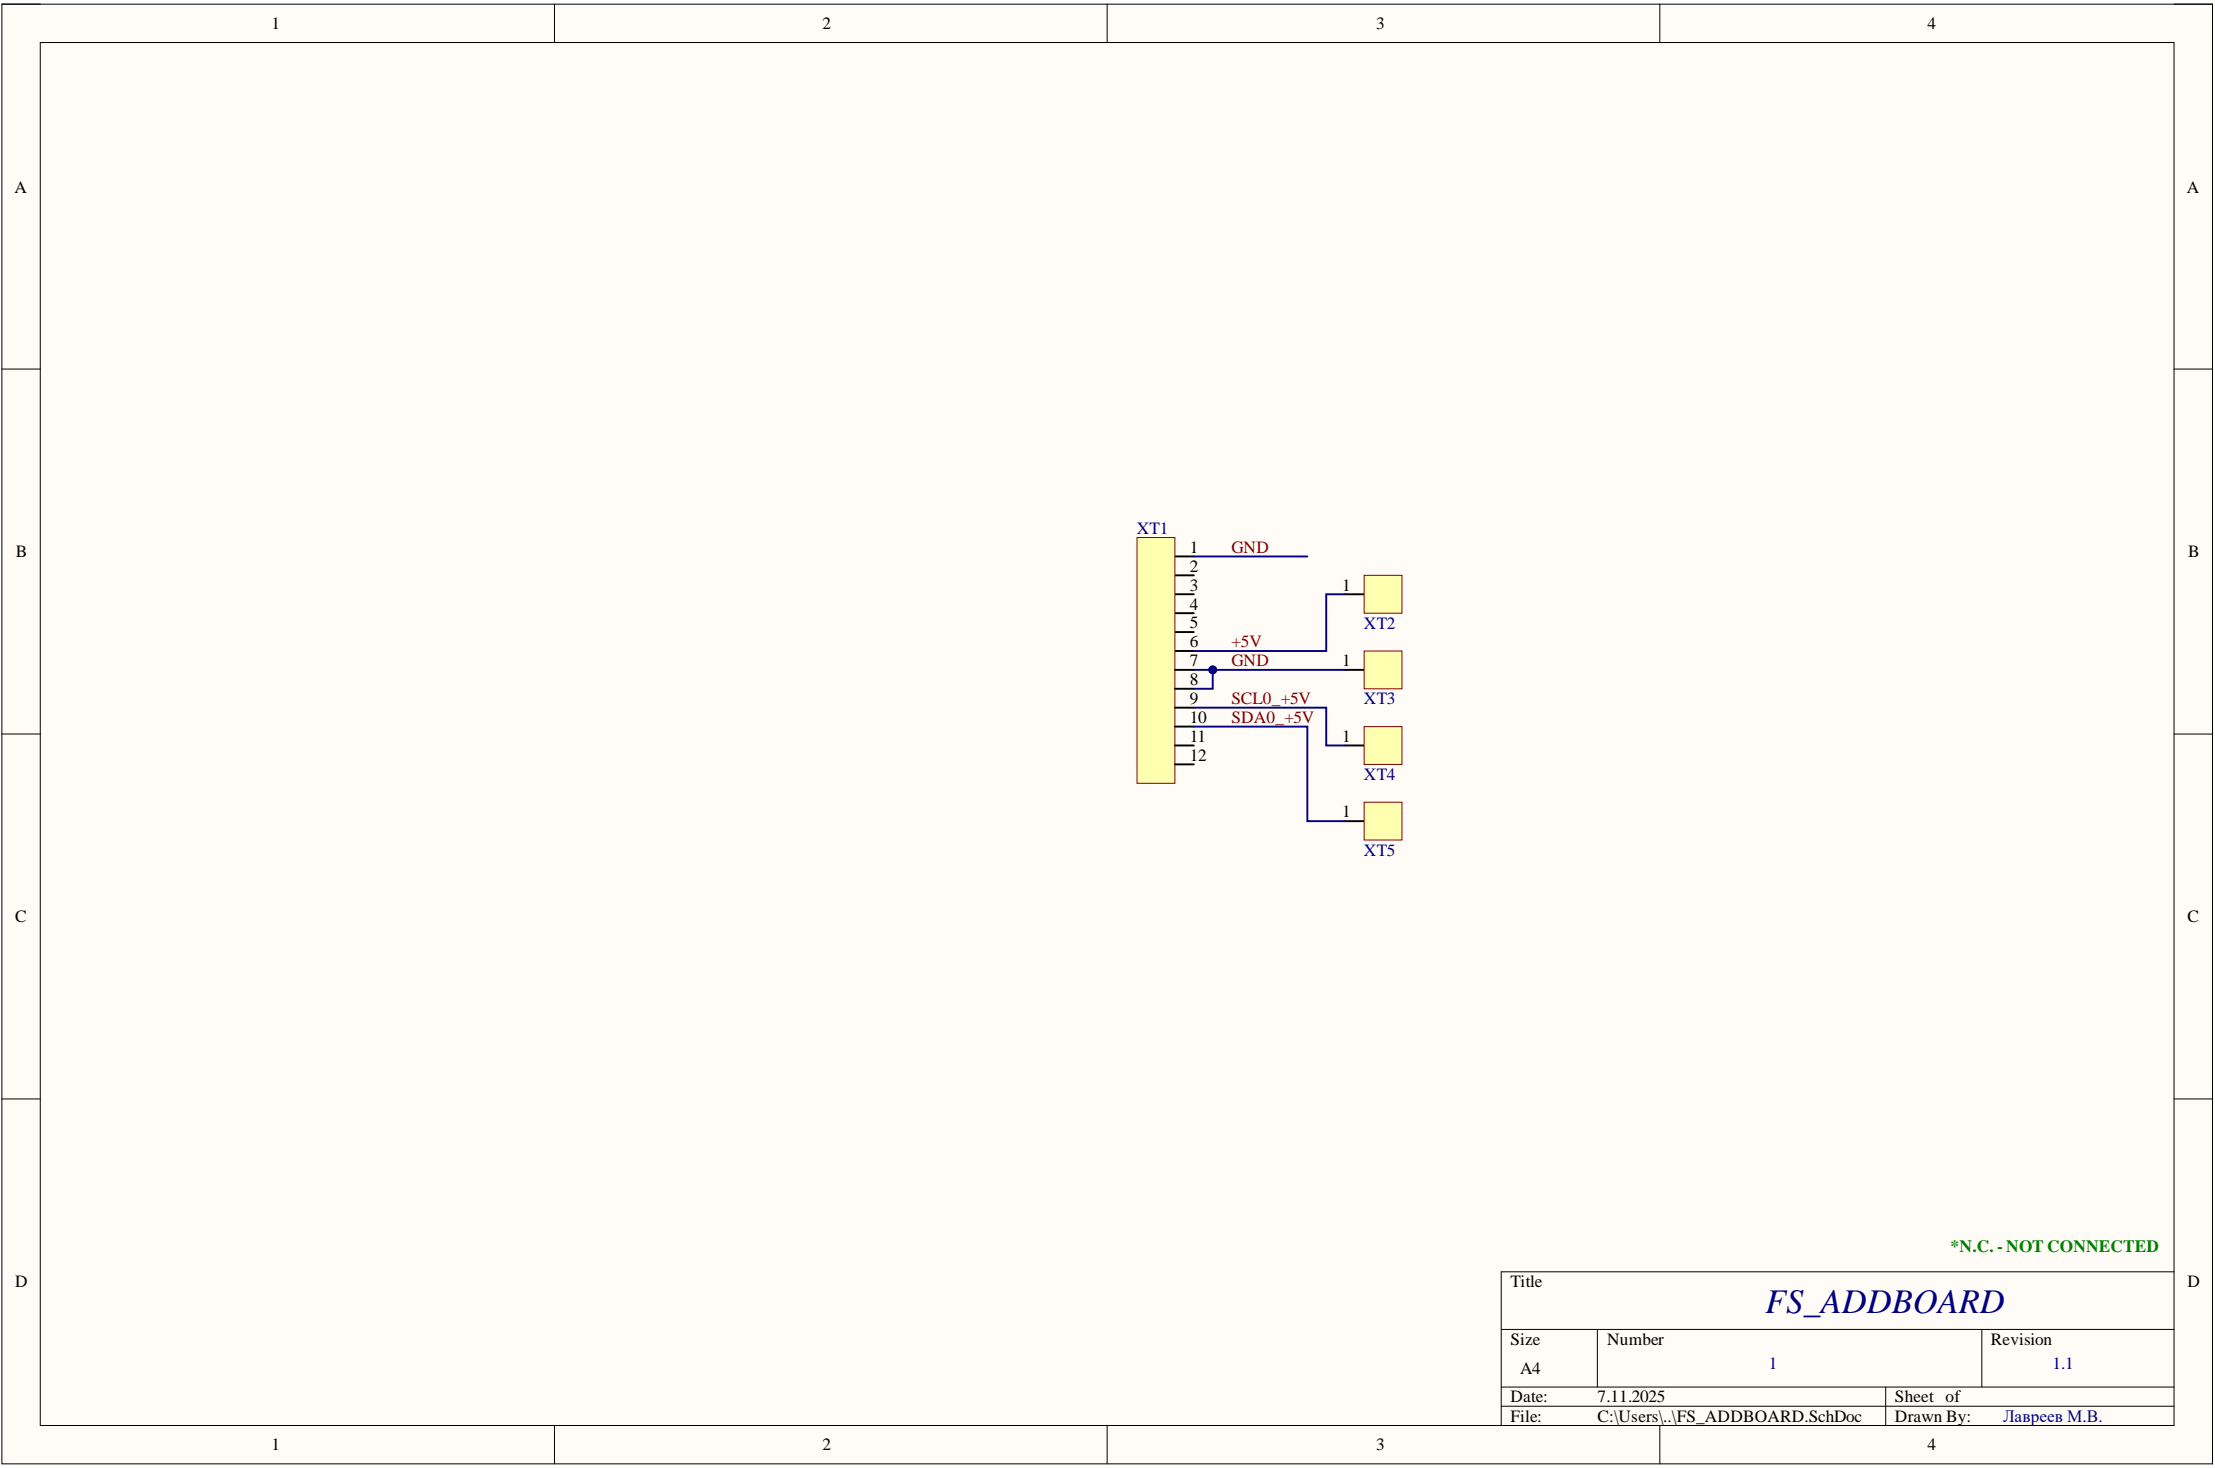 1 2 3 4
A A
XT1
1 GND
2
3
1
4
B B
5
XT2
6 +5V
7 GND 1
8
9 SCL0_+5V XT3
10 SDA0_+5V
11 1
12
XT4
1
XT5
C C
*N.C. - NOT CONNECTED
D D
Title
FS_ADDBOARD
Size Number Revision
A4 1 1.1
Date: 7.11.2025 Sheet of
File: C:\Users\..\FS_ADDBOARD.SchDoc Drawn By: Лавреев М.В.
1 2 3 4